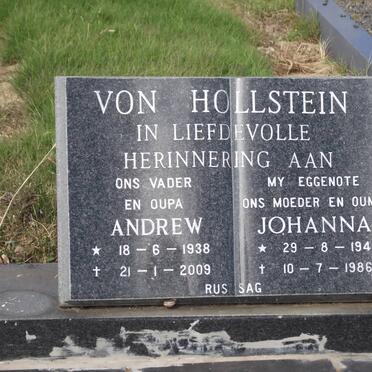 VON HOLLSTEIN
IN LIEFDEVOLLE
HERINNERING AAN
ONS VADER
EN OUPA
ANDREW
★ 18-6-1938
✝ 21-1-2009
MY EGGENOTE
ONS MOEDER EN OUM
JOHANNA
★ 29-8-194
✝ 10-7-1986
RUS SAG